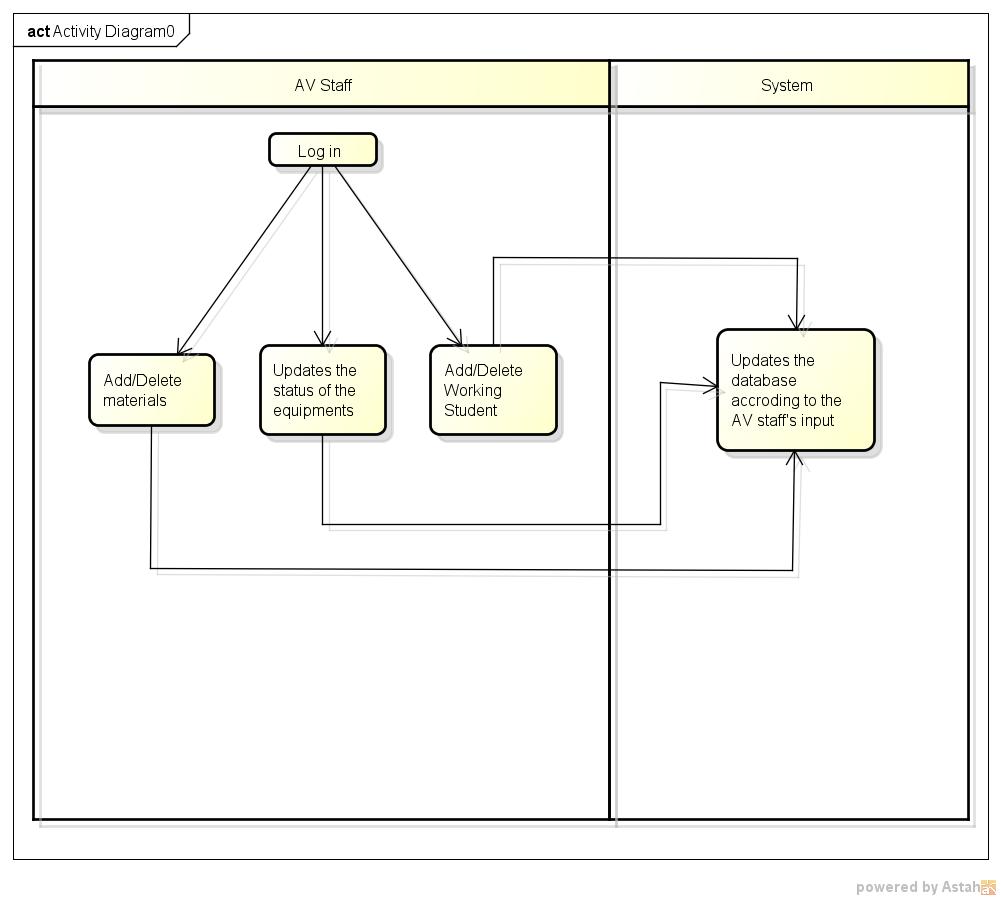 act Activity Diagram0
AV Staff
System
Log in
Add/Delete
materials
Updates the
status of the
equipments
Add/Delete
Working
Student
Updates the
database
accroding to the
AV staff's input
powered by Astah